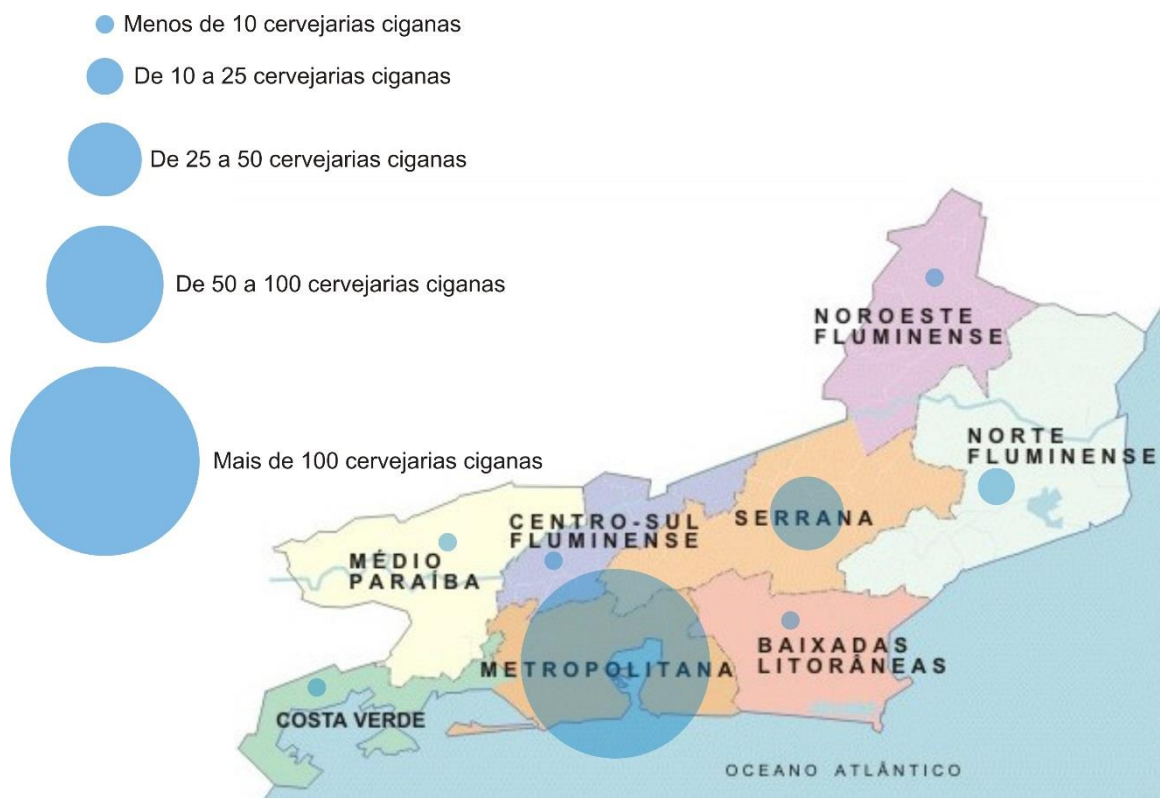 Menos de 10 cervejarias ciganas
De 10 a 25 cervejarias ciganas
De 25 a 50 cervejarias ciganas
De 50 a 100 cervejarias ciganas
Mais de 100 cervejarias ciganas
NOROESTE
FLUMINENSE
NORTE
FLUMINENSE
SERRANA
CENTRO-SUL
FLUMINENSE
MÉDIO
PARAÍBA
METROPOLITANA
BAIXADAS
LITORÂNEAS
COSTA VERDE
OCEANO ATLÂNTICO